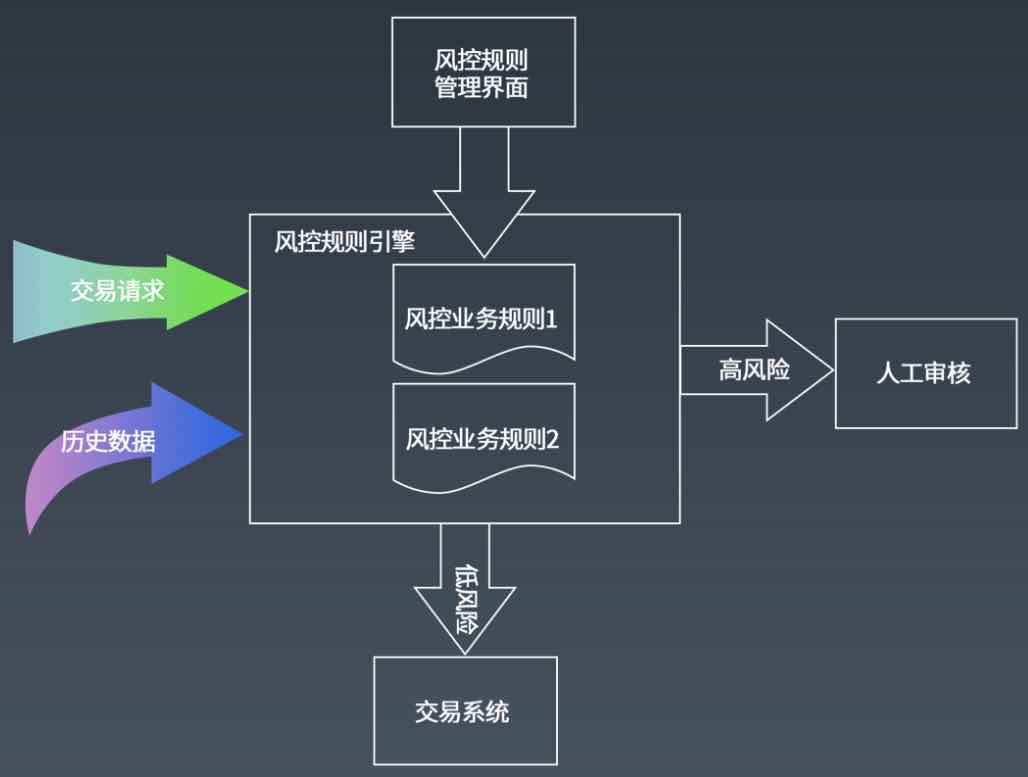 风控规则
管理界面
风控规则引擎
交易请求
风控业务规则1
高风险
人工审核
历史数据
风控业务规则2
低风险
交易系统